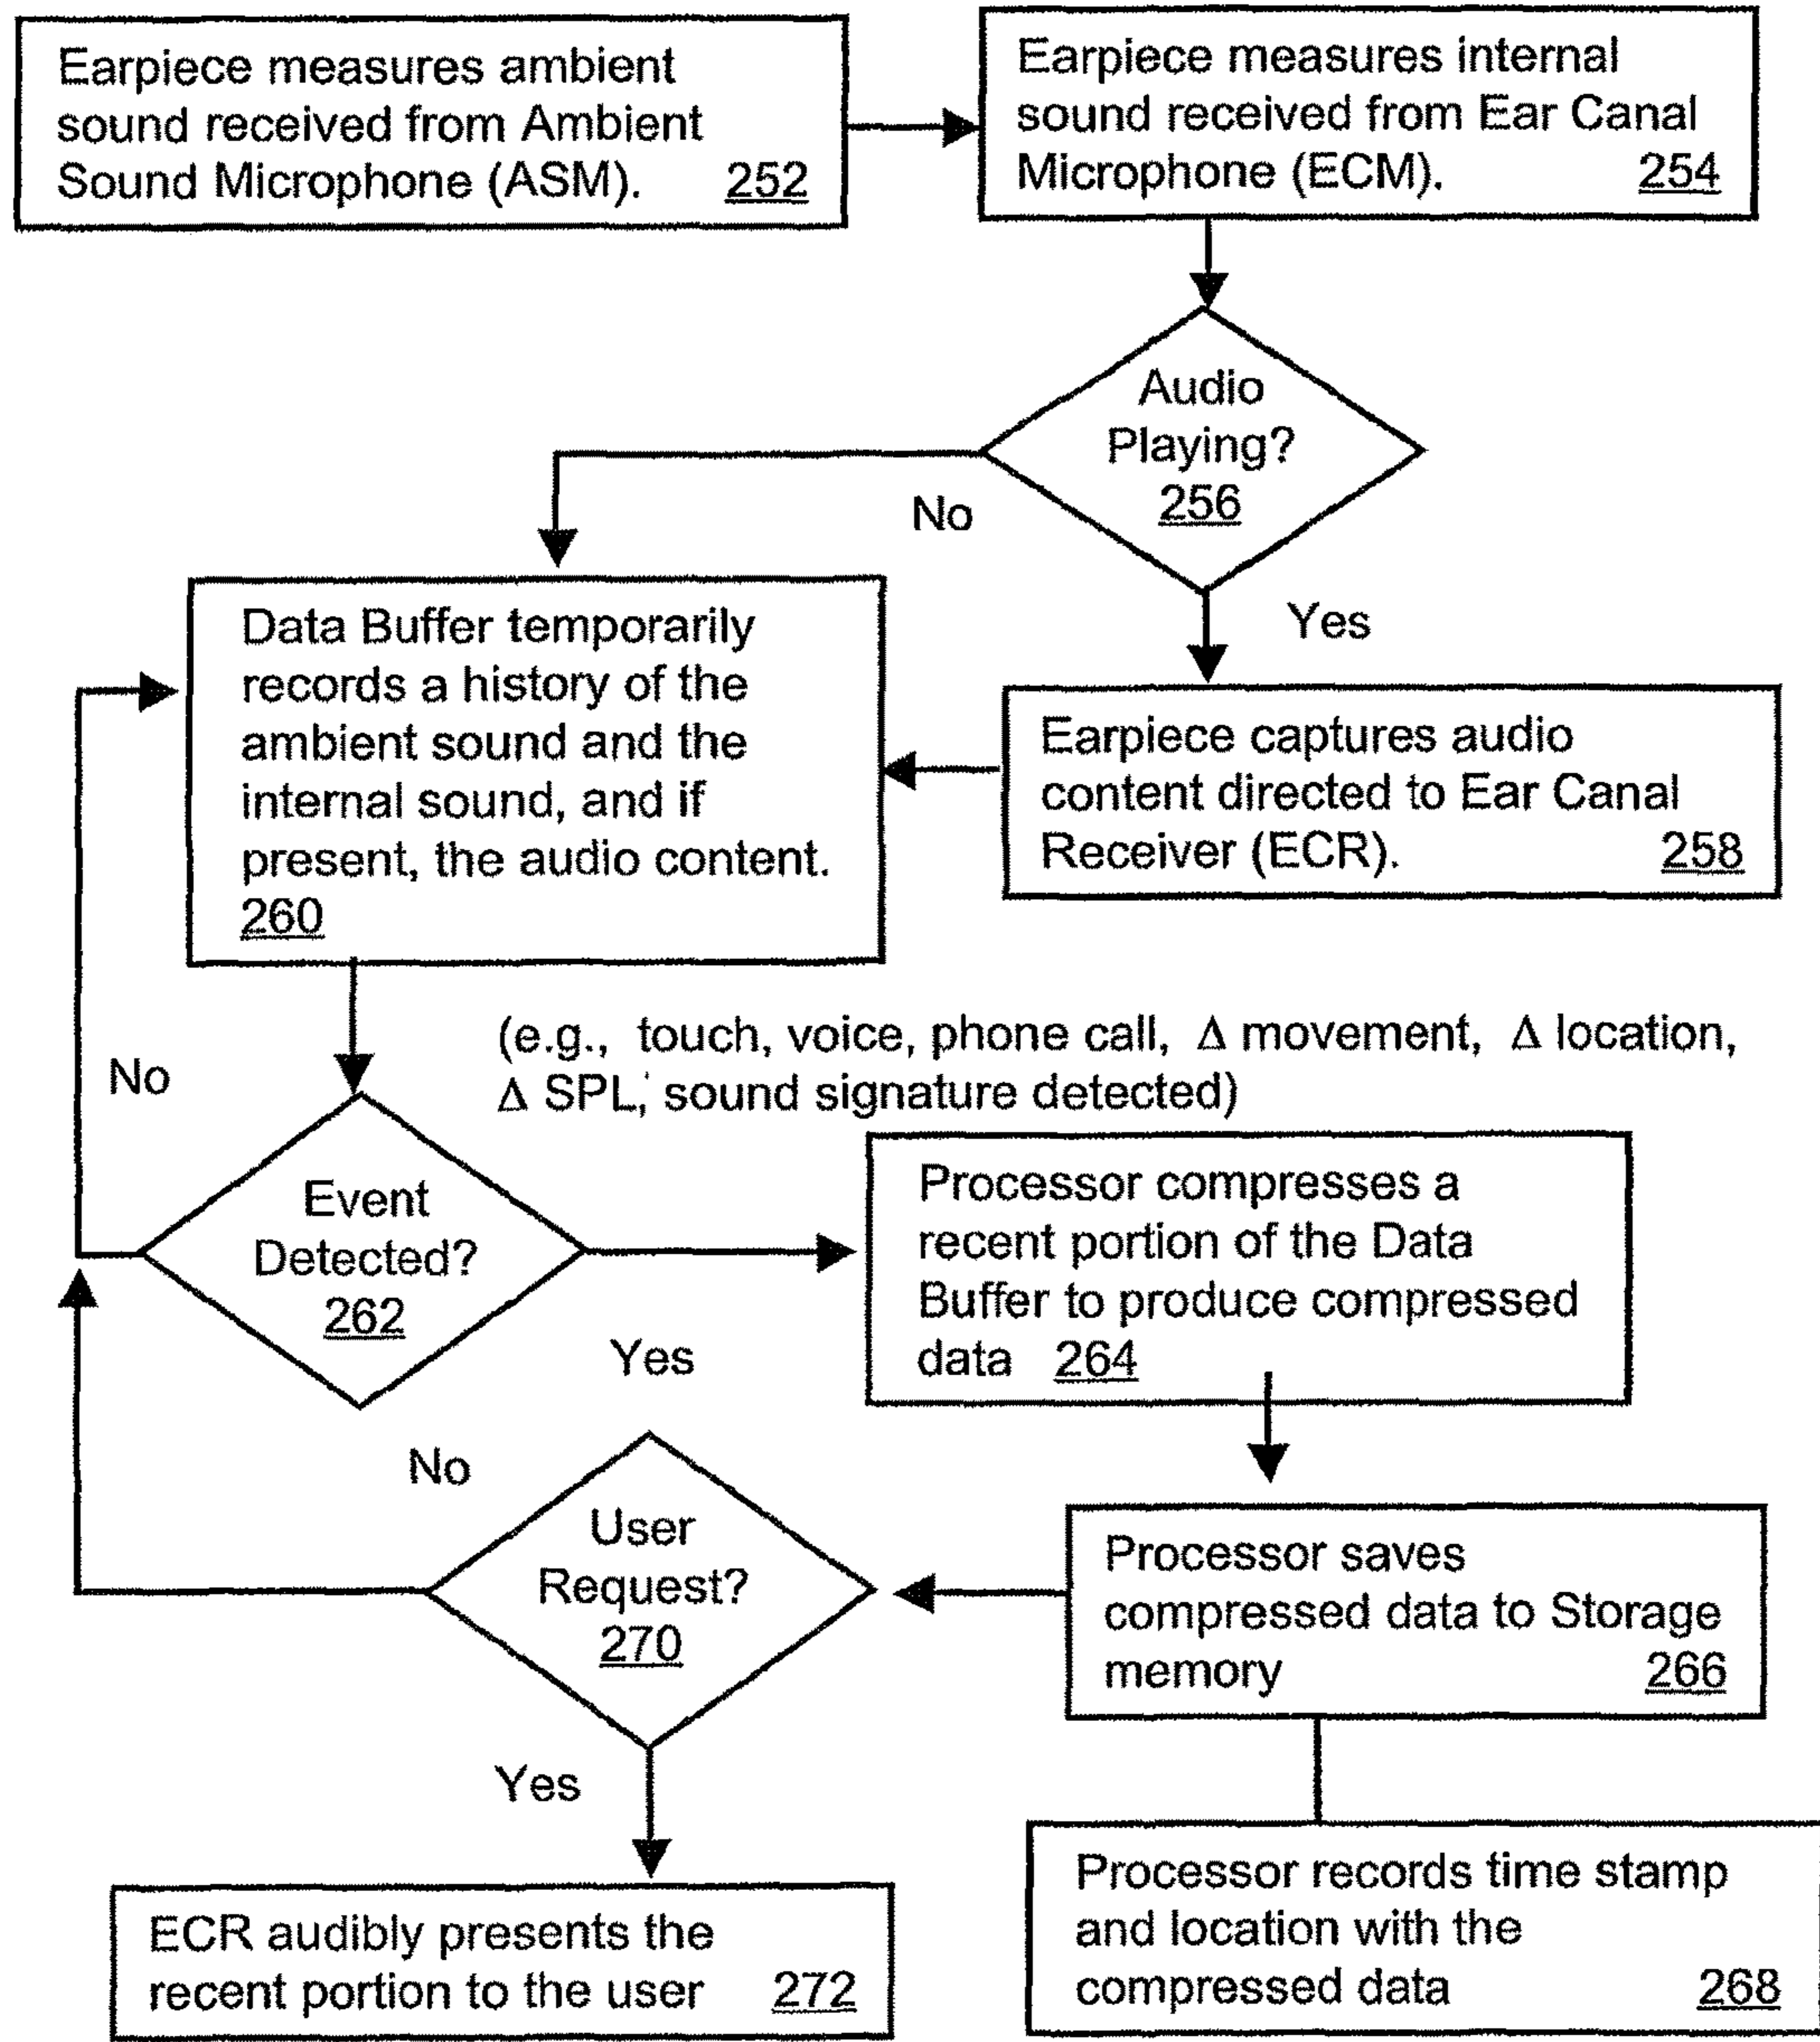 Earpiece measures ambient
sound received from Ambient
Sound Microphone (ASM). 252
Earpiece measures internal
sound received from Ear Canal
Microphone (ECM). 254
Audio
Playing?
256
No
Yes
Earpiece captures audio
content directed to Ear Canal
Receiver (ECR). 258
Data Buffer temporarily
records a history of the
ambient sound and the
internal sound, and if
present, the audio content.
260
(e.g., touch, voice, phone call, Δ movement, Δ location,
Δ SPL, sound signature detected)
No
Event
Detected?
262
Yes
Processor compresses a
recent portion of the Data
Buffer to produce compressed
data 264
Processor saves
compressed data to Storage
memory 266
No
User
Request?
270
Yes
Processor records time stamp
and location with the
compressed data 268
ECR audibly presents the
recent portion to the user 272